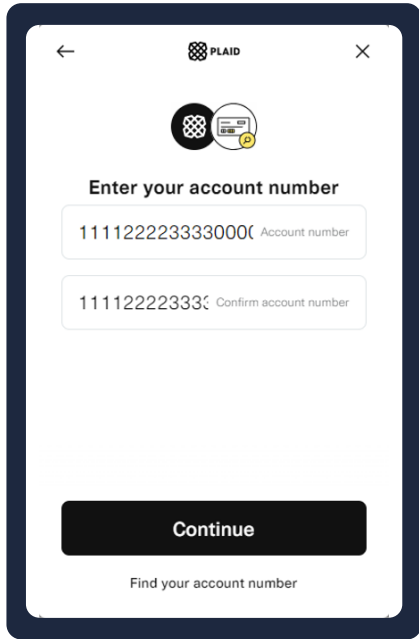 PLAID
Enter your account number
111122223333000 Account number
11112222333 Confirm account number
Continue
Find your account number